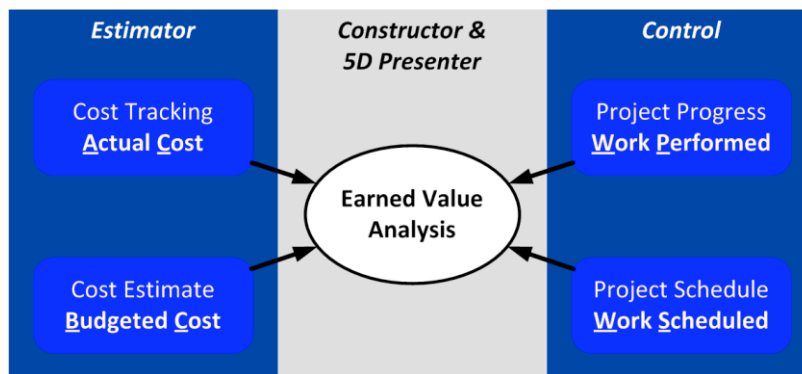 Estimator
Constructor &
5D Presenter
Control
Cost Tracking
Actual Cost
Project Progress
Work Performed
Earned Value
Analysis
Cost Estimate
Budgeted Cost
Project Schedule
Work Scheduled